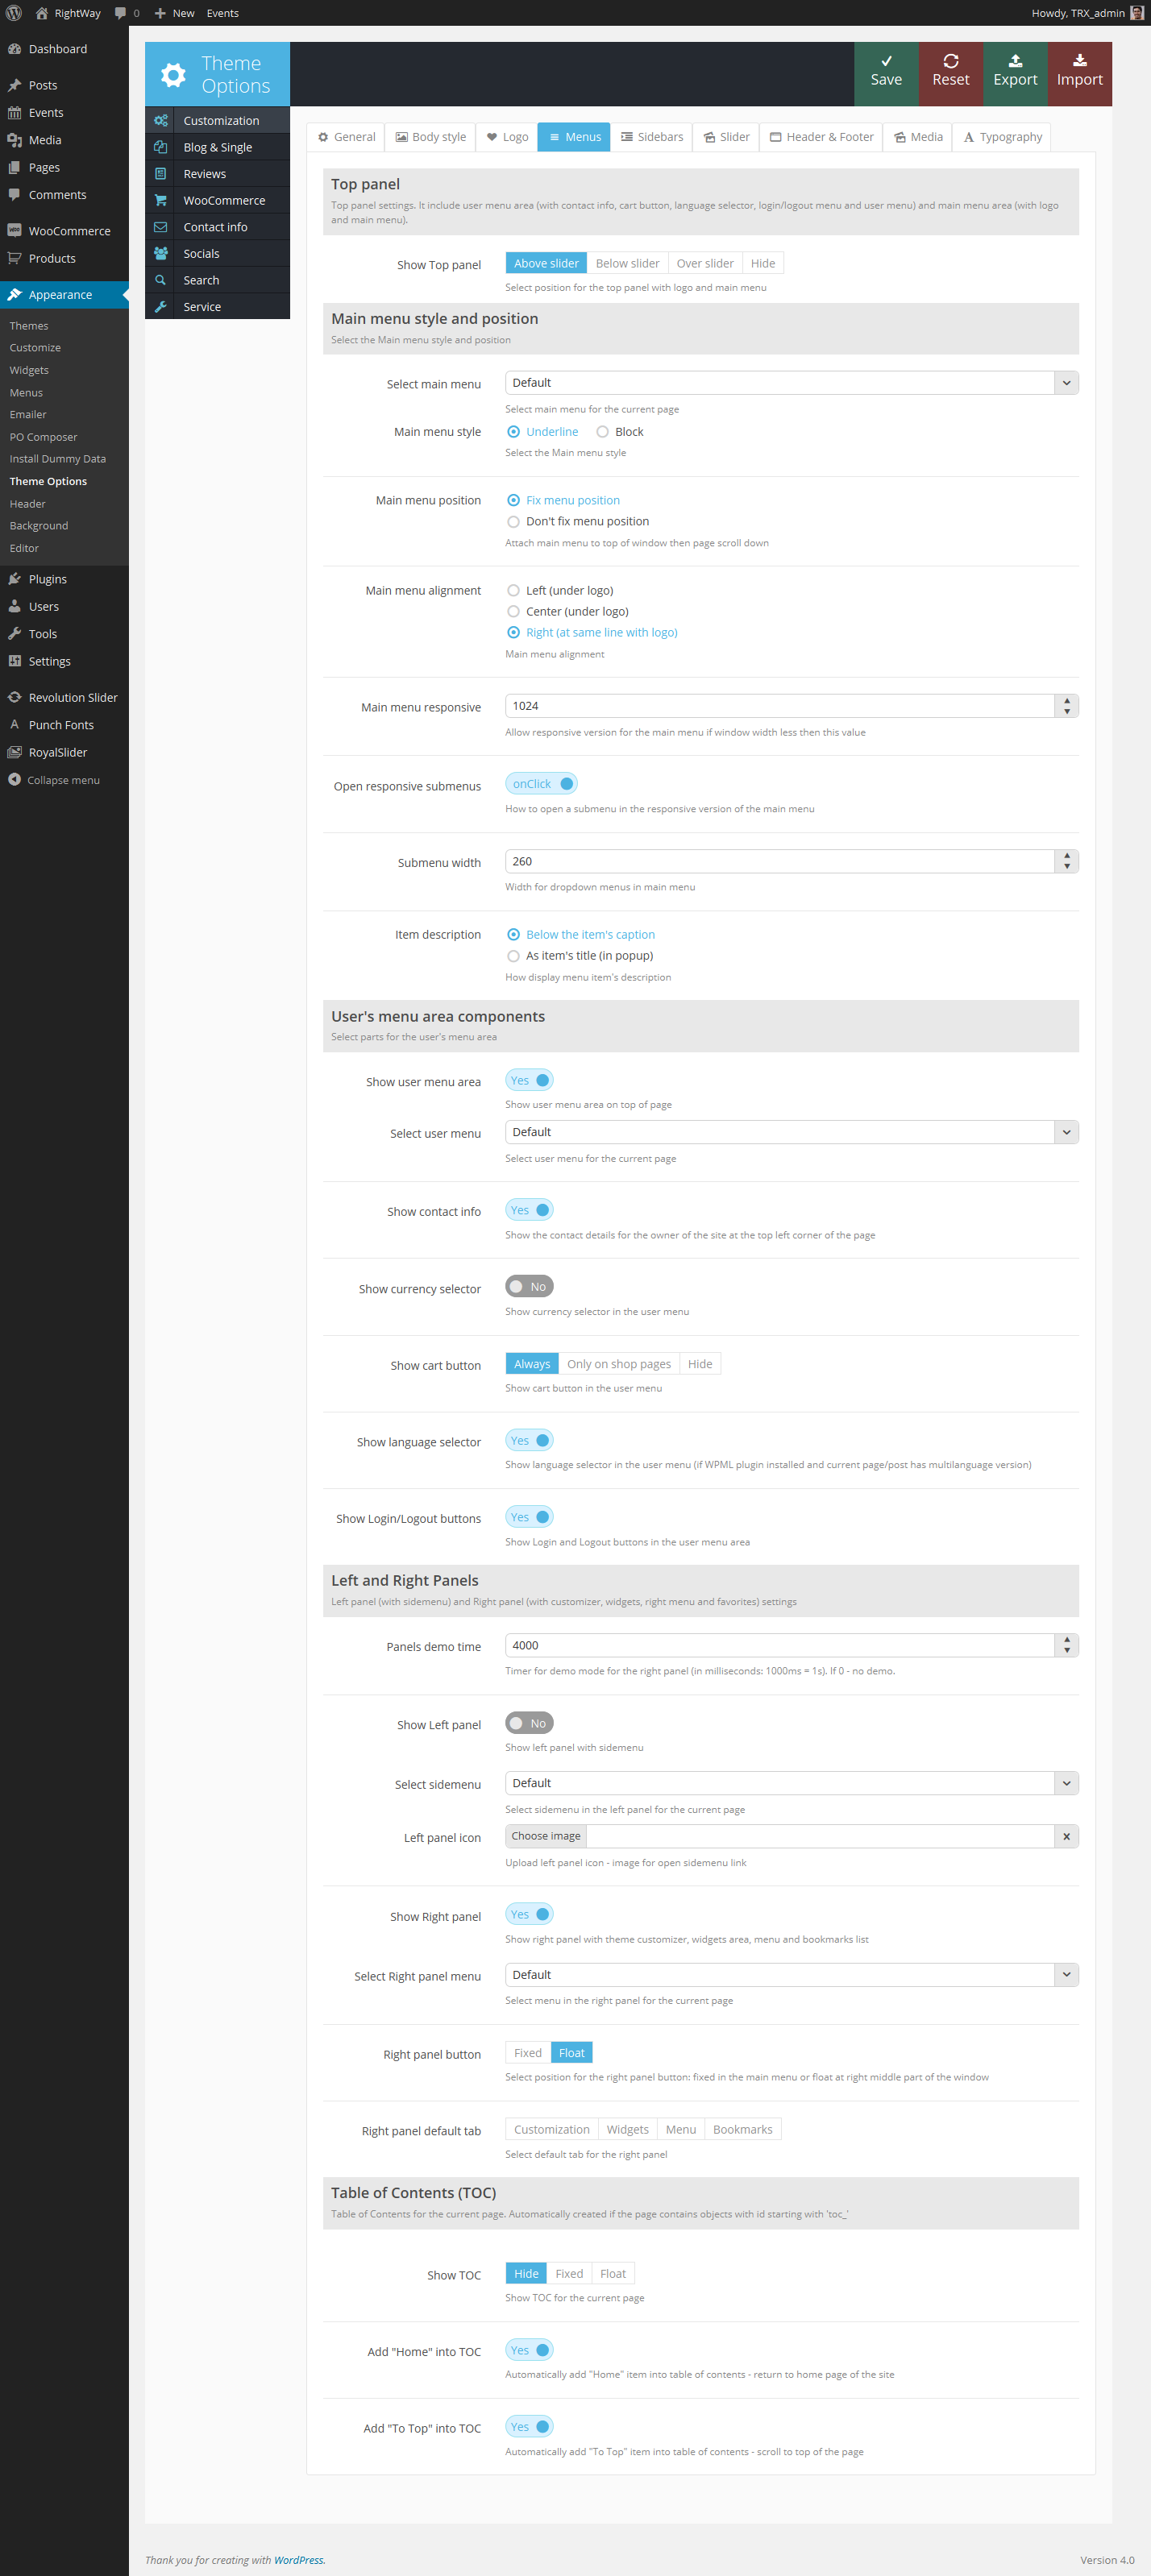 RightWay
0
New
Events
Howdy, TRX_admin
Dashboard
Posts
Events
Media
Pages
Comments
WooCommerce
Products
Appearance
Themes
Customize
Widgets
Menus
Emailer
PO Composer
Install Dummy Data
Theme Options
Header
Background
Editor
Plugins
Users
Tools
Settings
Revolution Slider
Punch Fonts
RoyalSlider
Collapse menu
Theme
Options
Save
Reset
Export
Import
Customization
Blog & Single
Reviews
WooCommerce
Contact info
Socials
Search
Service
General
Body style
Logo
Menus
Sidebars
Slider
Header & Footer
Media
Typography
Top panel
Top panel settings. It include user menu area (with contact info, cart button, language selector, login/logout menu and user menu) and main menu area (with logo
and main menu).
Show Top panel
Above slider
Below slider
Over slider
Hide
Select position for the top panel with logo and main menu
Main menu style and position
Select the Main menu style and position
Select main menu
Default
Select main menu for the current page
Main menu style
Underline
Block
Select the Main menu style
Main menu position
Fix menu position
Don't fix menu position
Attach main menu to top of window then page scroll down
Main menu alignment
Left (under logo)
Center (under logo)
Right (at same line with logo)
Main menu alignment
Main menu responsive
1024
Allow responsive version for the main menu if window width less then this value
Open responsive submenus
onClick
How to open a submenu in the responsive version of the main menu
Submenu width
260
Width for dropdown menus in main menu
Item description
Below the item's caption
As item's title (in popup)
How display menu item's description
User's menu area components
Select parts for the user's menu area
Show user menu area
Yes
Show user menu area on top of page
Select user menu
Default
Select user menu for the current page
Show contact info
Yes
Show the contact details for the owner of the site at the top left corner of the page
Show currency selector
No
Show currency selector in the user menu
Show cart button
Always
Only on shop pages
Hide
Show cart button in the user menu
Show language selector
Yes
Show language selector in the user menu (if WPML plugin installed and current page/post has multilanguage version)
Show Login/Logout buttons
Yes
Show Login and Logout buttons in the user menu area
Left and Right Panels
Left panel (with sidemenu) and Right panel (with customizer, widgets, right menu and favorites) settings
Panels demo time
4000
Timer for demo mode for the right panel (in milliseconds: 1000ms = 1s). If 0 - no demo.
Show Left panel
No
Show left panel with sidemenu
Select sidemenu
Default
Select sidemenu in the left panel for the current page
Left panel icon
Choose image
Upload left panel icon - image for open sidemenu link
Show Right panel
Yes
Show right panel with theme customizer, widgets area, menu and bookmarks list
Select Right panel menu
Default
Select menu in the right panel for the current page
Right panel button
Fixed
Float
Select position for the right panel button: fixed in the main menu or float at right middle part of the window
Right panel default tab
Customization
Widgets
Menu
Bookmarks
Select default tab for the right panel
Table of Contents (TOC)
Table of Contents for the current page. Automatically created if the page contains objects with id starting with 'toc_'
Show TOC
Hide
Fixed
Float
Show TOC for the current page
Add "Home" into TOC
Yes
Automatically add "Home" item into table of contents - return to home page of the site
Add "To Top" into TOC
Yes
Automatically add "To Top" item into table of contents - scroll to top of the page
Thank you for creating with WordPress.
Version 4.0